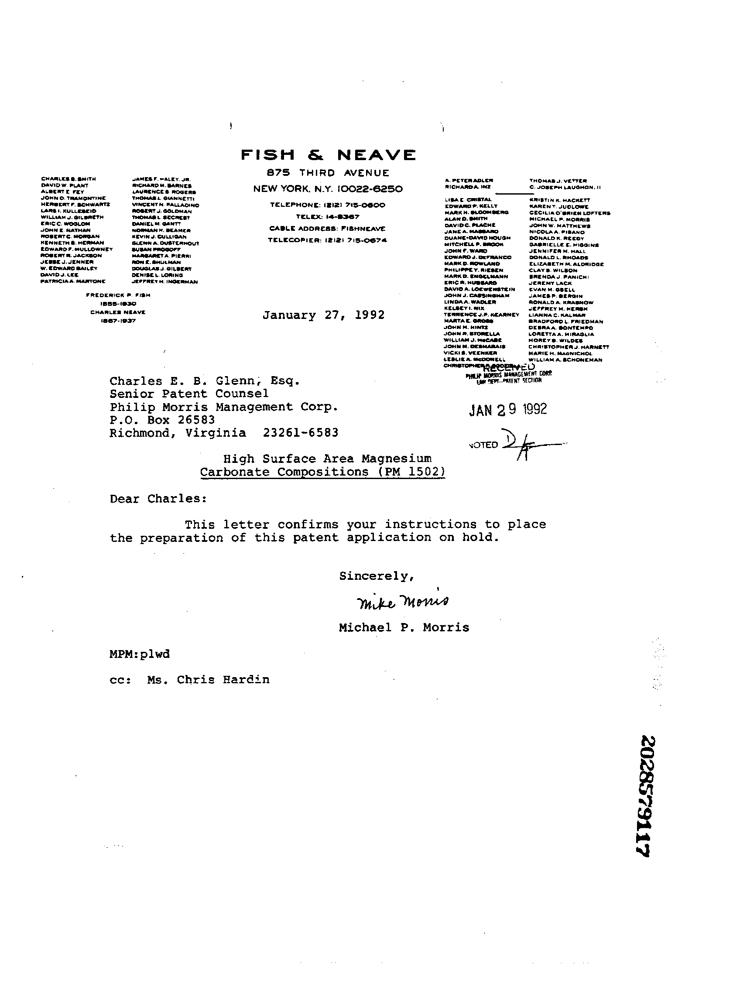 FISH & NEAVE
875 THIRD AVENUE
NEW YORK, N.Y. 10022-6250
TELEPHONE: (212) 715-0600
TELEX: 14-8367
CABLE ADDRESS: FISHNEAVE
TELECOPIER: (212) 715-0674
CHARLES B. SMITH
DAVID W. PLANT
ALBERT E. FEY
JOHN O. TRAMONTINE
HERBERT F. SCHWARTZ
LARS I. KULLESEID
WILLIAM J. GILBRETH
ERIC C. WOGLOM
JOHN E. NATHAN
ROBERT C. MORGAN
KENNETH B. HERMAN
EDWARD F. MULLOWNEY
ROBERT R. JACKSON
JESSE J. JENNER
W. EDWARD BAILEY
DAVID J. LEE
PATRICIA A. MARTONE
JAMES F. HALEY, JR.
RICHARD M. BARNES
LAURENCE S. ROGERS
THOMAS L. GIANNETTI
VINCENT N. PALLADINO
ROBERT J. GOLDMAN
THOMAS L. SECREST
DANIEL M. GANTT
NORMAN H. BEAMER
KEVIN J. CULLIGAN
GLENN A. OUSTERHOUT
SUSAN PROGOFF
MARGARET A. PIERRI
RON E. SHULMAN
DOUGLAS J. GILBERT
DENISE L. LORING
JEFFREY H. INGERMAN
FREDERICK P. FISH
1855-1930
CHARLES NEAVE
1867-1937
A. PETER ADLER
RICHARD A. INZ
THOMAS J. VETTER
C. JOSEPH LAUGHON, II
LISA E. CRISTAL
EDWARD P. KELLY
MARK H. BLOOMBERG
ALAN D. SMITH
DAVID C. PLACHE
JANE A. MASSARO
DUANE-DAVID HOUGH
MITCHELL P. BROOK
JOHN F. WARD
EDWARD J. DEFRANCO
MARK D. ROWLAND
PHILIPPE Y. RIESEN
MARK D. ENGELMANN
ERIC R. HUBBARD
DAVID A. LOEWENSTEIN
JOHN J. CASSINGHAM
LINDA A. WADLER
KELSEY I. NIX
TERRENCE J. P. KEARNEY
MARTA E. GROSS
JOHN M. HINTZ
JOHN R. STORELLA
WILLIAM J. McCABE
JOHN M. DESMARAIS
VICKI S. VEENKER
LESLIE A. McDONELL
KRISTIN K. HACKETT
KAREN T. JUDLOWE
CECILIA O'BRIEN LOFTERS
MICHAEL P. MORRIS
JOHN W. MATTHEWS
NICOLA A. PISANO
DONALD K. REEDY
GABRIELLE E. HIGGINS
JENNIFER H. HALL
DONALD L. RHOADS
ELIZABETH M. ALDRIDGE
CLAY S. WILSON
BRENDA J. PANICHI
JEREMY LACK
EVAN M. GSELL
JAMES P. BERGIN
RONALD A. KRASNOW
JEFFREY M. HERSH
LIANNA C. KALMAR
BRADFORD L. FRIEDMAN
DEBRA A. BONTEMPO
LORETTA A. MIRAGLIA
MOREY B. WILDES
CHRISTOPHER J. HARNETT
MARIE H. MAGNICHOL
WILLIAM A. SCHONEMAN
RECEIVED
PHILIP MORRIS MANAGEMENT CORP.
LAW DEPT.-PATENT SECTION
JAN 29 1992
NOTED
January 27, 1992
Charles E. B. Glenn, Esq.
Senior Patent Counsel
Philip Morris Management Corp.
P.O. Box 26583
Richmond, Virginia 23261-6583
High Surface Area Magnesium
Carbonate Compositions (PM 1502)
Dear Charles:
This letter confirms your instructions to place
the preparation of this patent application on hold.
Sincerely,
Mike Morris
Michael P. Morris
MPM:plwd
cc: Ms. Chris Hardin
2028579117